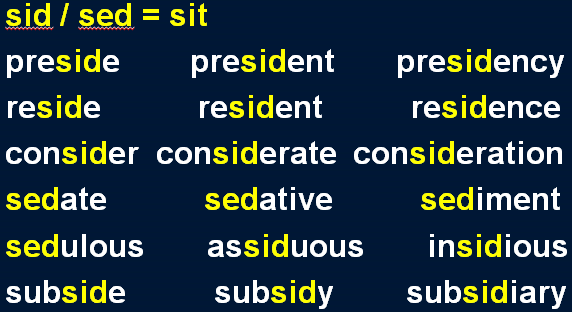 sid / sed = sit
preside president presidency
reside resident residence
consider considerate consideration
sedate sedative sediment
sedulous assiduous insidious
subside subsidy subsidiary